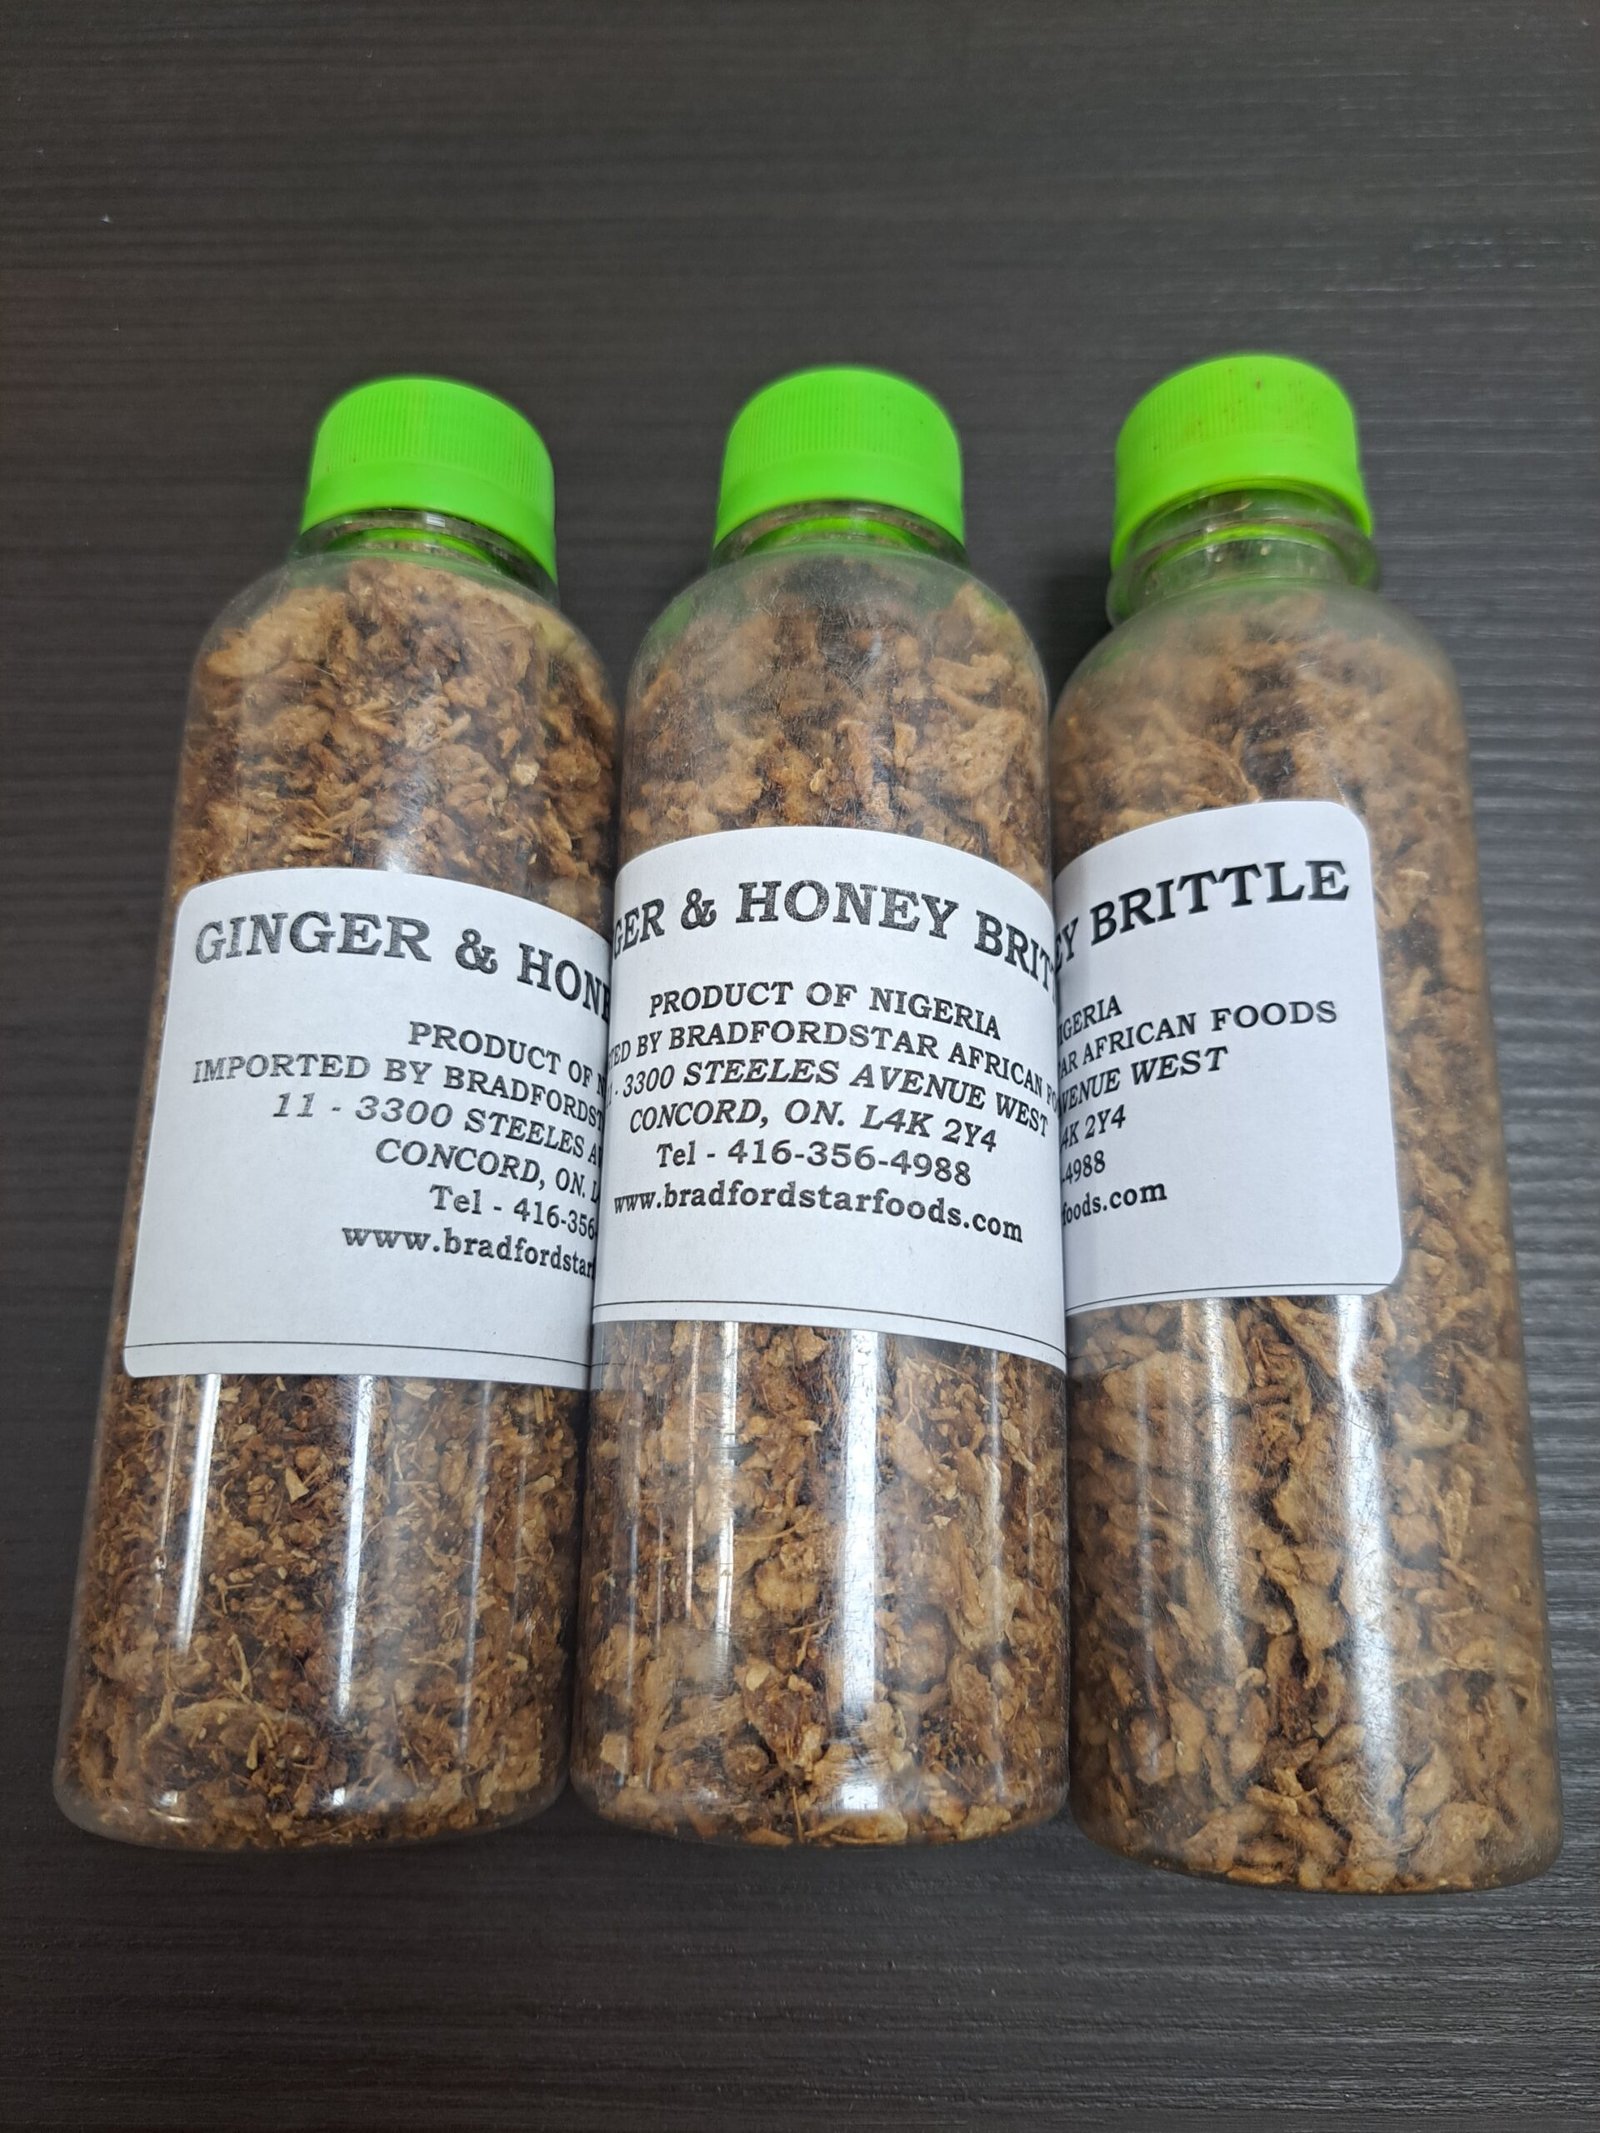 GINGER & HONE
PRODUCT OF N
IMPORTED BY BRADFORDST
11 - 3300 STEELES A
CONCORD, ON. L
Tel - 416-356-
www.bradfordstar
GER & HONEY BRIT
PRODUCT OF NIGERIA
TED BY BRADFORDSTAR AFRICAN FO
- 3300 STEELES AVENUE WEST
CONCORD, ON. L4K 2Y4
Tel - 416-356-4988
www.bradfordstarfoods.com
EY BRITTLE
IGERIA
AR AFRICAN FOODS
VENUE WEST
4K 2Y4
-4988
foods.com